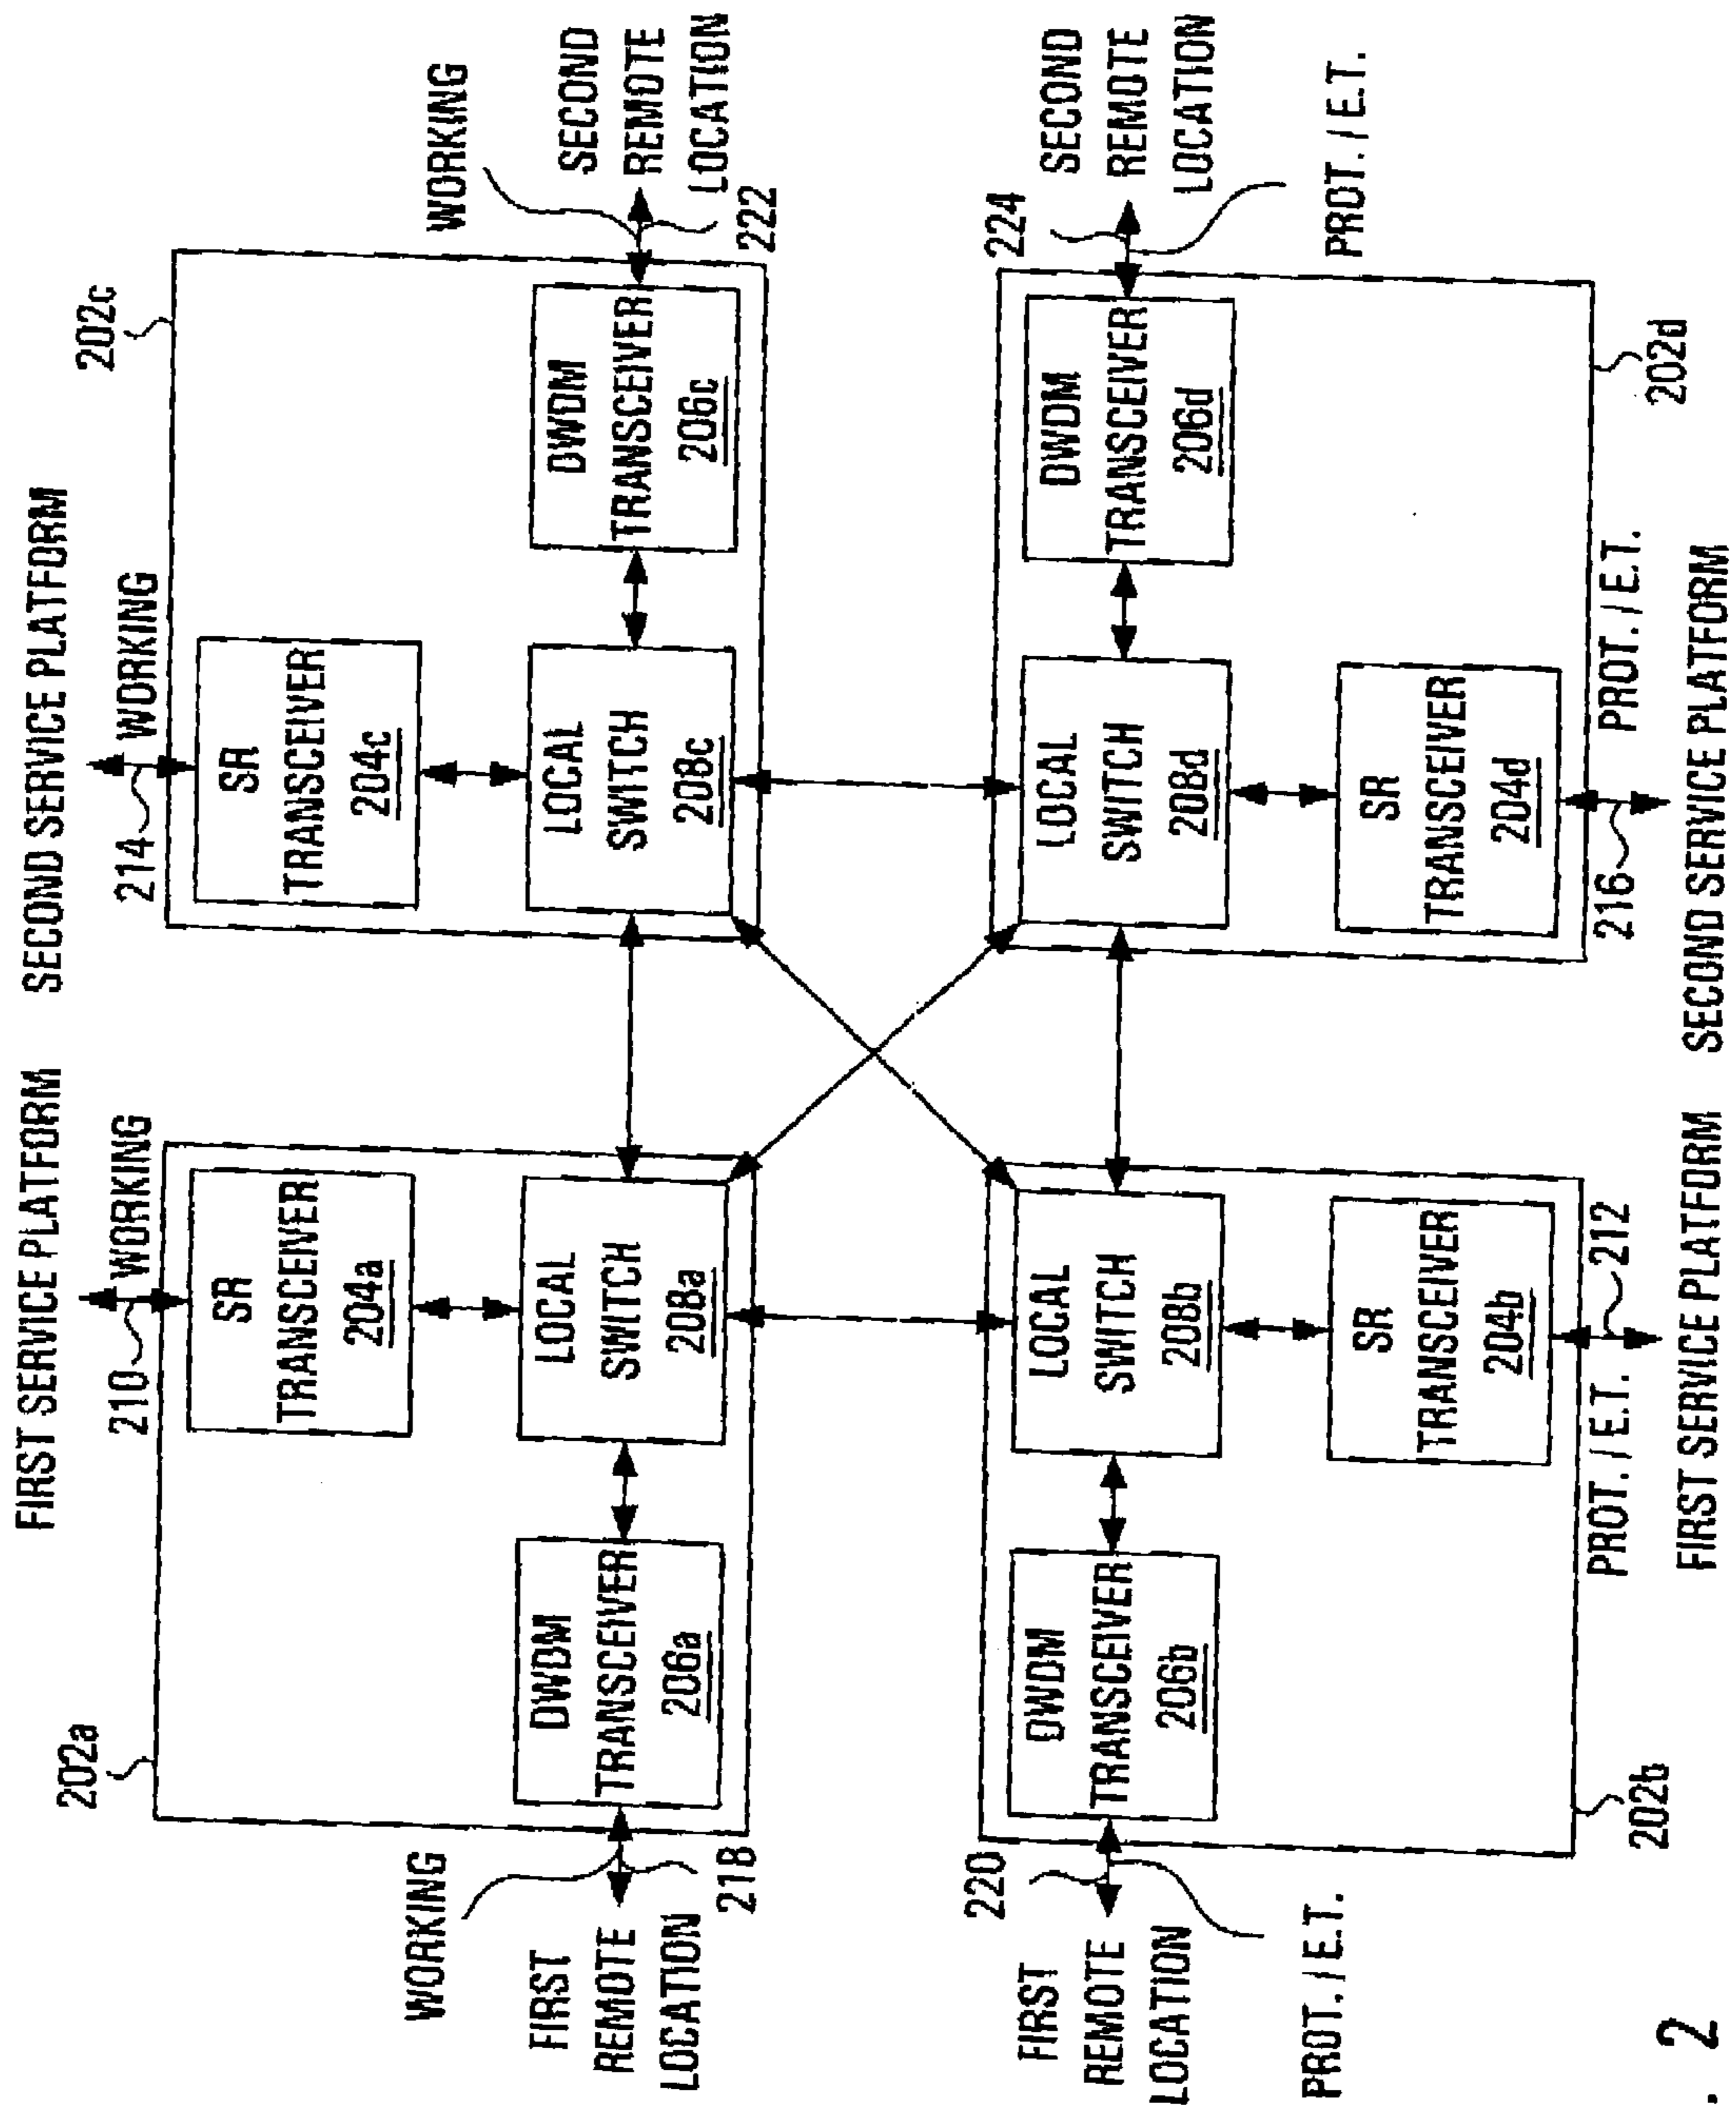 FIRST SERVICE PLATFORM
SECOND SERVICE PLATFORM
210
WORKING
214
WORKING
202a
202c
SR
TRANSCEIVER
204a
SR
TRANSCEIVER
204c
WORKING
WORKING
FIRST
REMOTE
LOCATION
218
DWDM
TRANSCEIVER
206a
LOCAL
SWITCH
208a
LOCAL
SWITCH
208c
DWDM
TRANSCEIVER
206c
SECOND
REMOTE
LOCATION
222
220
224
FIRST
REMOTE
LOCATION
PROT./E.T.
DWDM
TRANSCEIVER
206b
LOCAL
SWITCH
208b
LOCAL
SWITCH
208d
DWDM
TRANSCEIVER
206d
SECOND
REMOTE
LOCATION
PROT./E.T.
SR
TRANSCEIVER
204b
SR
TRANSCEIVER
204d
202b
202d
PROT./E.T.
212
216
PROT./E.T.
FIRST SERVICE PLATFORM
SECOND SERVICE PLATFORM
. 2